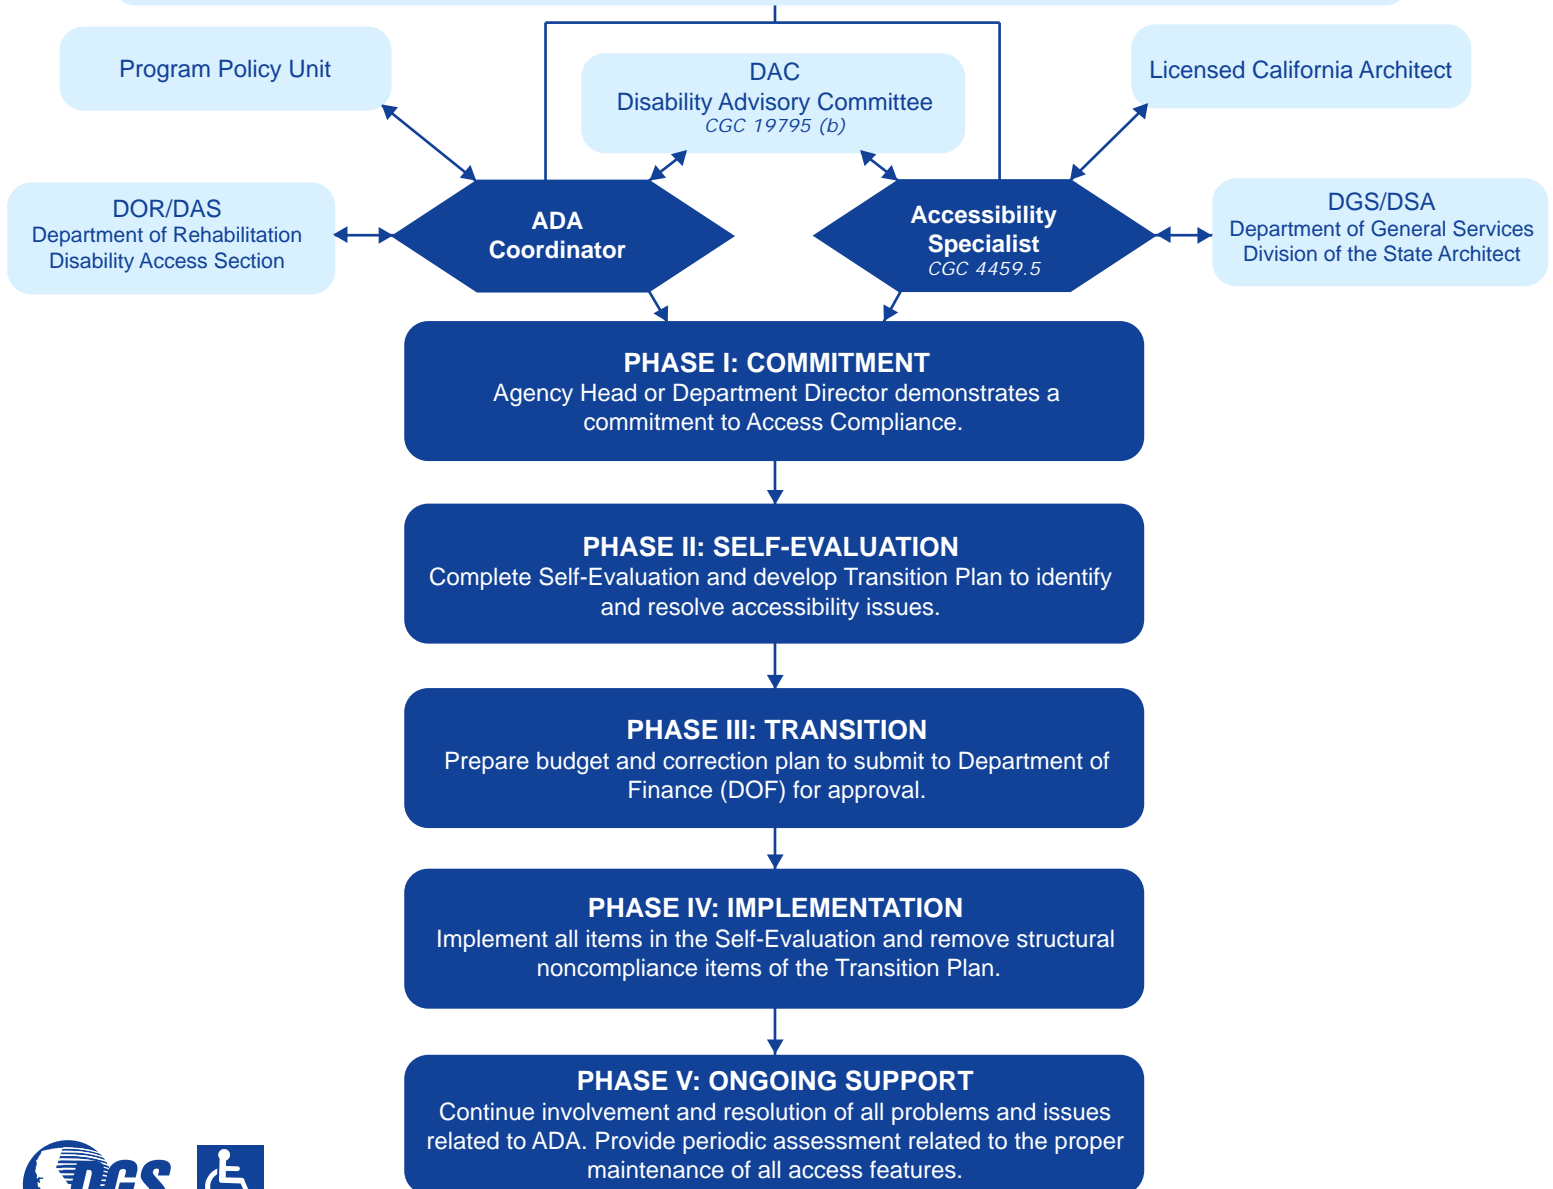 Program Policy Unit
DAC
Disability Advisory Committee
CGC 19795 (b)
Licensed California Architect
DOR/DAS
Department of Rehabilitation
Disability Access Section
ADA
Coordinator
Accessibility
Specialist
CGC 4459.5
DGS/DSA
Department of General Services
Division of the State Architect
PHASE I: COMMITMENT
Agency Head or Department Director demonstrates a
commitment to Access Compliance.
PHASE II: SELF-EVALUATION
Complete Self-Evaluation and develop Transition Plan to identify
and resolve accessibility issues.
PHASE III: TRANSITION
Prepare budget and correction plan to submit to Department of
Finance (DOF) for approval.
PHASE IV: IMPLEMENTATION
Implement all items in the Self-Evaluation and remove structural
noncompliance items of the Transition Plan.
PHASE V: ONGOING SUPPORT
Continue involvement and resolution of all problems and issues
related to ADA. Provide periodic assessment related to the proper
maintenance of all access features.
DGS